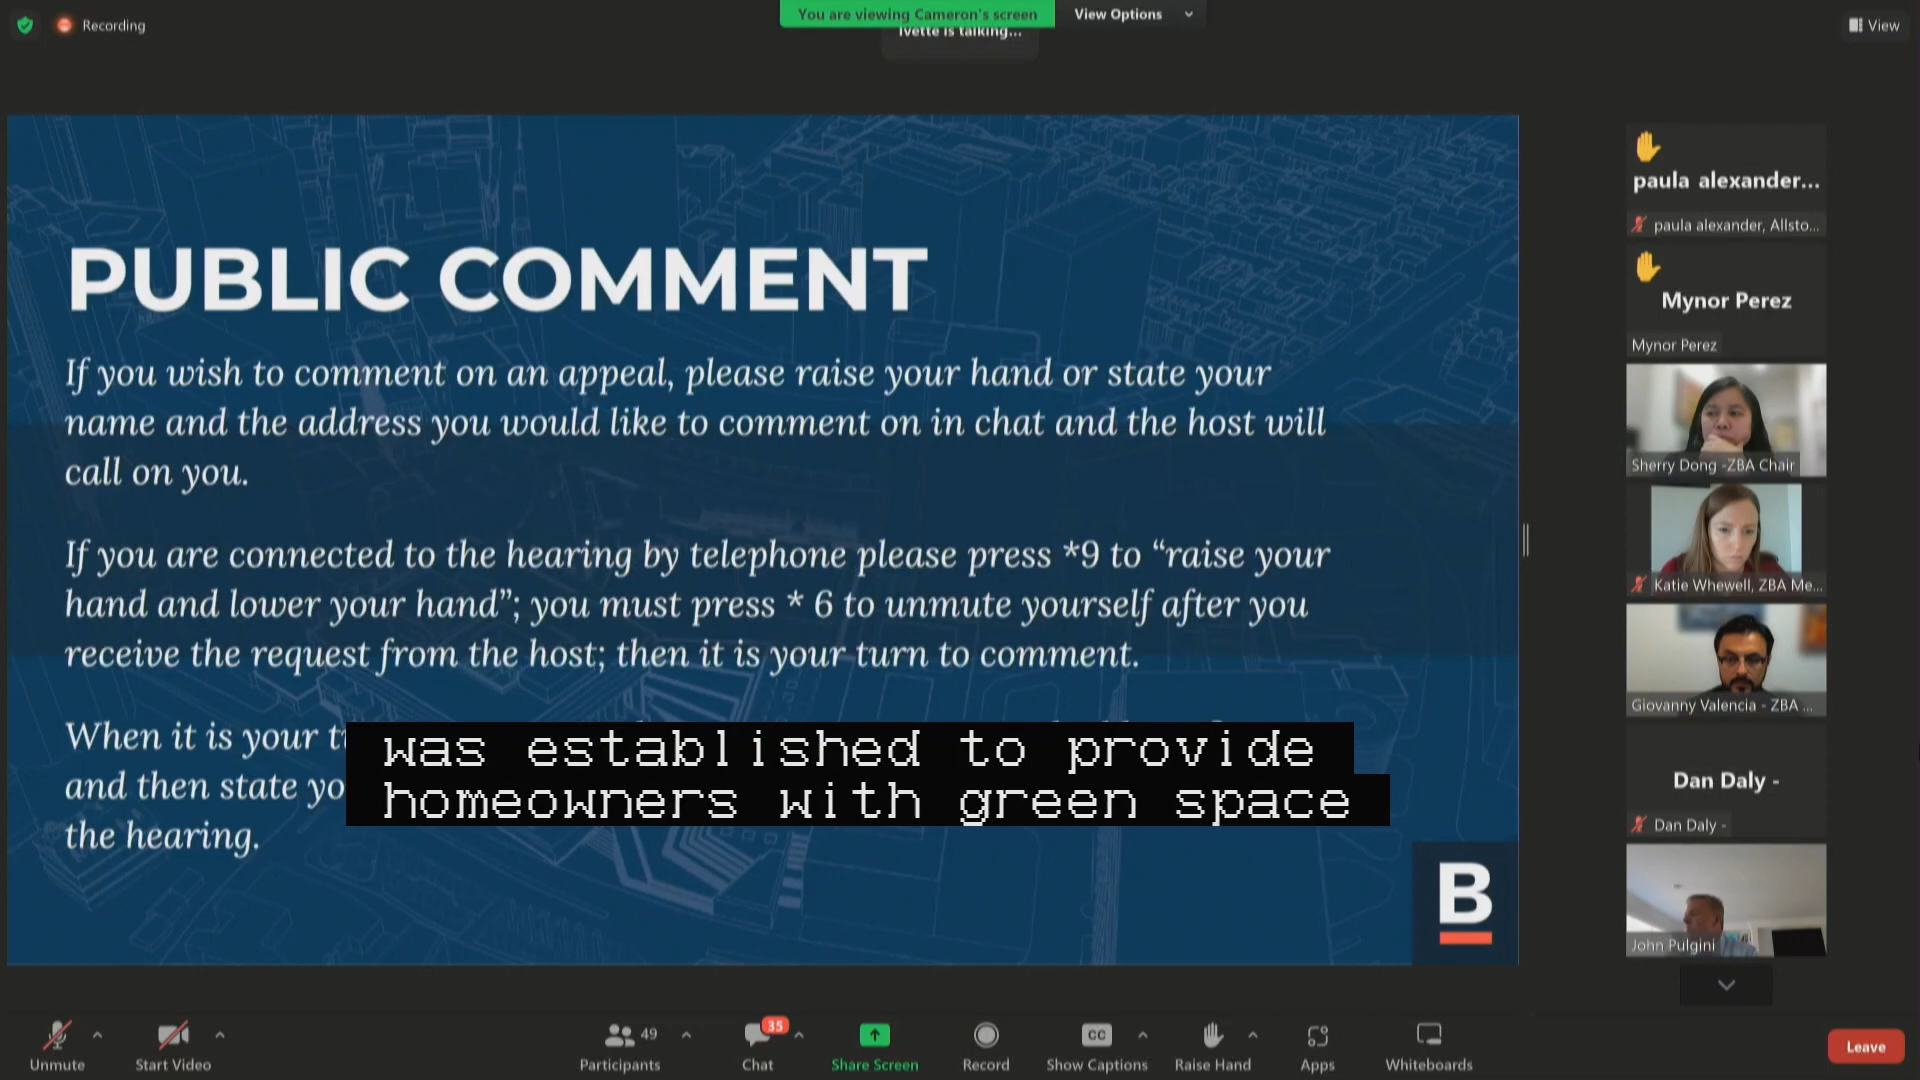 You are viewing Cameron's screen
View Options
Recording
Ivette is talking...
View
PUBLIC COMMENT
If you wish to comment on an appeal, please raise your hand or state your
name and the address you would like to comment on in chat and the host will
call on you.
If you are connected to the hearing by telephone please press *9 to “raise your
hand and lower your hand”; you must press * 6 to unmute yourself after you
receive the request from the host; then it is your turn to comment.
When it is your
and then state yo
the hearing.
was established to provide
homeowners with green space
B
paula alexander...
paula alexander, Allsto...
Mynor Perez
Mynor Perez
Sherry Dong -ZBA Chair
Katie Whewell, ZBA Me...
Giovanny Valencia - ZBA ...
Dan Daly -
Dan Daly -
John Pulgini
Unmute
Start Video
49
Participants
35
Chat
Share Screen
Record
CC
Show Captions
Raise Hand
Apps
Whiteboards
Leave